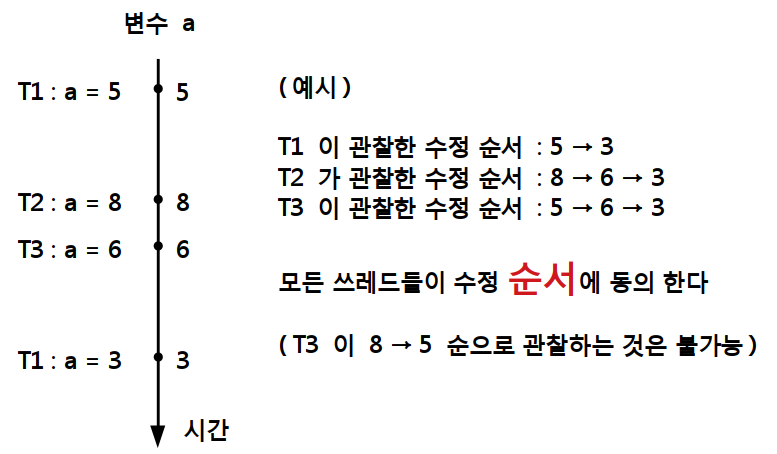 변수 a
T1 : a = 5
5
(예시)
T1 이 관찰한 수정 순서 : 5 → 3
T2 가 관찰한 수정 순서 : 8 → 6 → 3
T2 : a = 8
8
T3 이 관찰한 수정 순서 : 5 → 6 → 3
T3 : a = 6
6
모든 쓰레드들이 수정 순서에 동의 한다
T1 : a = 3
3
(T3 이 8 → 5 순으로 관찰하는 것은 불가능)
시간